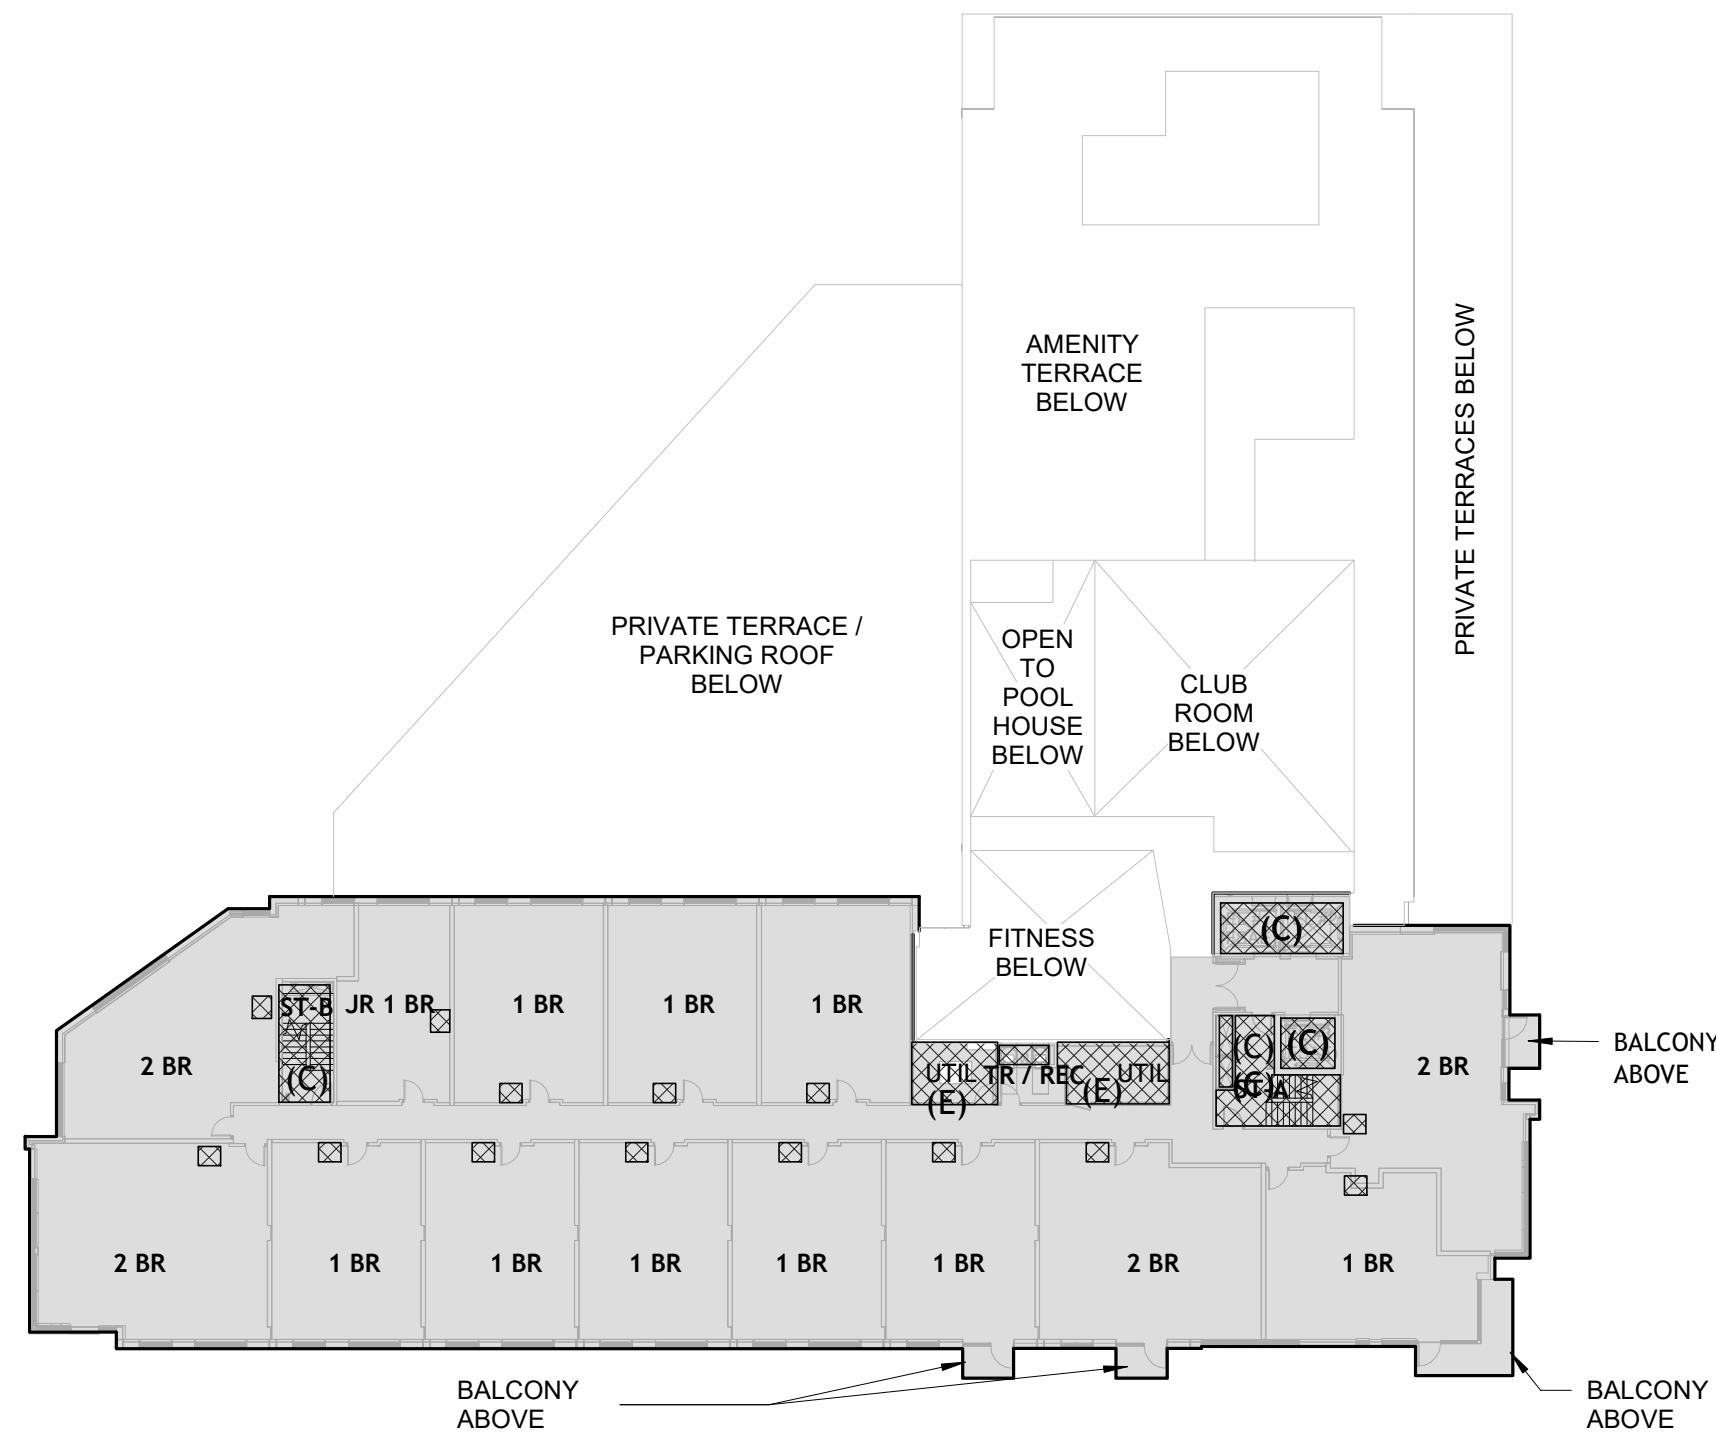 AMENITY
TERRACE
BELOW
PRIVATE TERRACES BELOW
PRIVATE TERRACE /
PARKING ROOF
BELOW
OPEN
TO
POOL
HOUSE
BELOW
CLUB
ROOM
BELOW
FITNESS
BELOW
(C)
ST-B
JR 1 BR
1 BR
1 BR
1 BR
(C)
(C)
(C)
BALCONY
ABOVE
2 BR
(C)
UTIL
TR / REC
UTIL
(E)
(E)
ST-A
(C)
2 BR
2 BR
1 BR
1 BR
1 BR
1 BR
1 BR
2 BR
1 BR
BALCONY
ABOVE
BALCONY
ABOVE